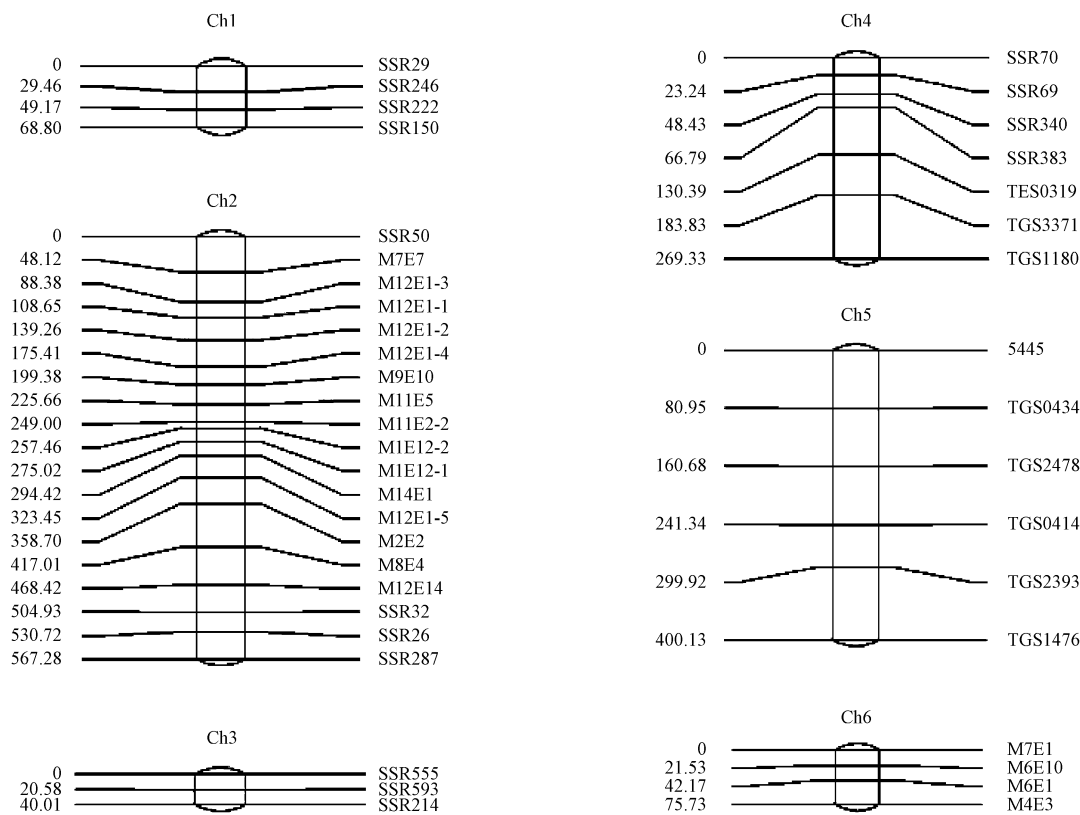 Ch1
0 SSR29
29.46 SSR246
49.17 SSR222
68.80 SSR150
Ch2
0 SSR50
48.12 M7E7
88.38 M12E1-3
108.65 M12E1-1
139.26 M12E1-2
175.41 M12E1-4
199.38 M9E10
225.66 M11E5
249.00 M11E2-2
257.46 M1E12-2
275.02 M1E12-1
294.42 M14E1
323.45 M12E1-5
358.70 M2E2
417.01 M8E4
468.42 M12E14
504.93 SSR32
530.72 SSR26
567.28 SSR287
Ch3
0 SSR555
20.58 SSR593
40.01 SSR214
Ch4
0 SSR70
23.24 SSR69
48.43 SSR340
66.79 SSR383
130.39 TES0319
183.83 TGS3371
269.33 TGS1180
Ch5
0 5445
80.95 TGS0434
160.68 TGS2478
241.34 TGS0414
299.92 TGS2393
400.13 TGS1476
Ch6
0 M7E1
21.53 M6E10
42.17 M6E1
75.73 M4E3